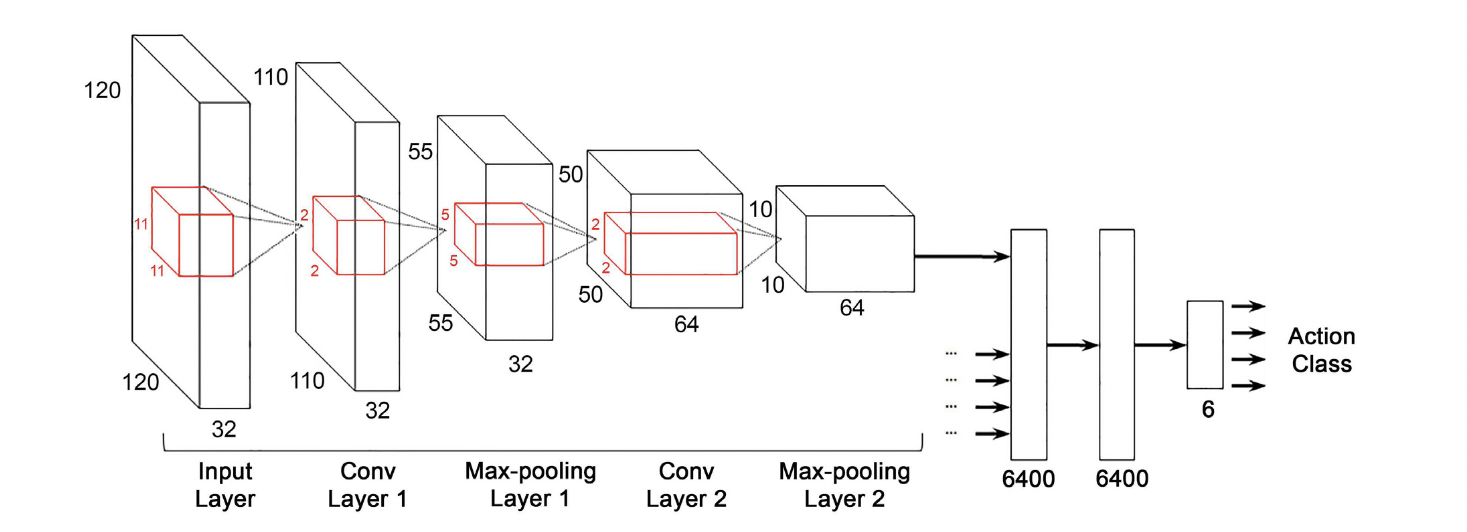 120
120
32
11
11
110
110
32
2
2
55
55
32
5
5
50
50
64
2
2
10
10
64
...
...
...
...
6400
6400
6
Action
Class
Input
Layer
Conv
Layer 1
Max-pooling
Layer 1
Conv
Layer 2
Max-pooling
Layer 2